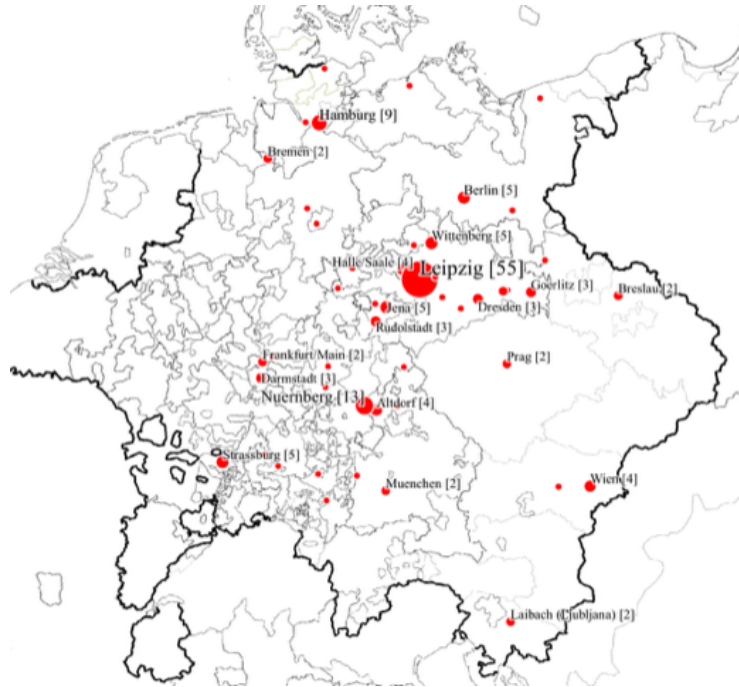 Hamburg [9]
Bremen [2]
Berlin [5]
Wittenberg [5]
Halle/Saale [4]
Leipzig [55]
Goerlitz [3]
Breslau [2]
Dresden [3]
Jena [5]
Rudolstadt [3]
Frankfurt/Main [2]
Prag [2]
Darmstadt [3]
Nuernberg [13]
Altdorf [4]
Strassburg [5]
Muenchen [2]
Wien [4]
Laibach (Ljubljana) [2]